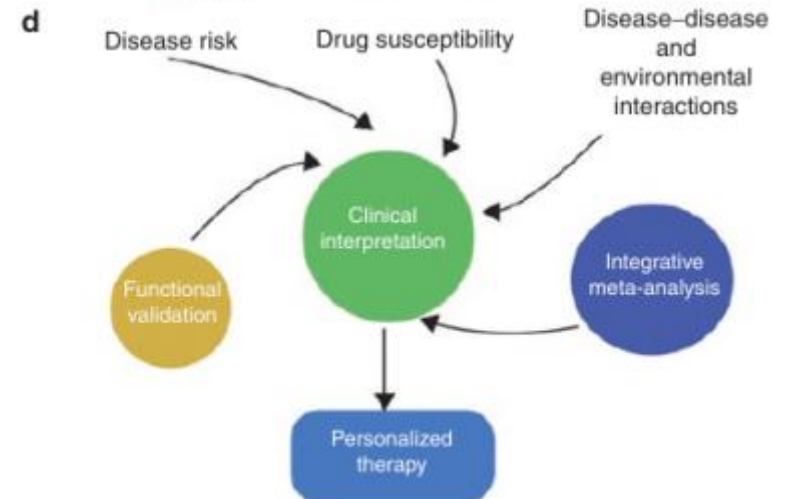 d
Disease risk
Drug susceptibility
Disease–disease
and
environmental
interactions
Clinical
interpretation
Integrative
meta-analysis
Functional
validation
Personalized
therapy